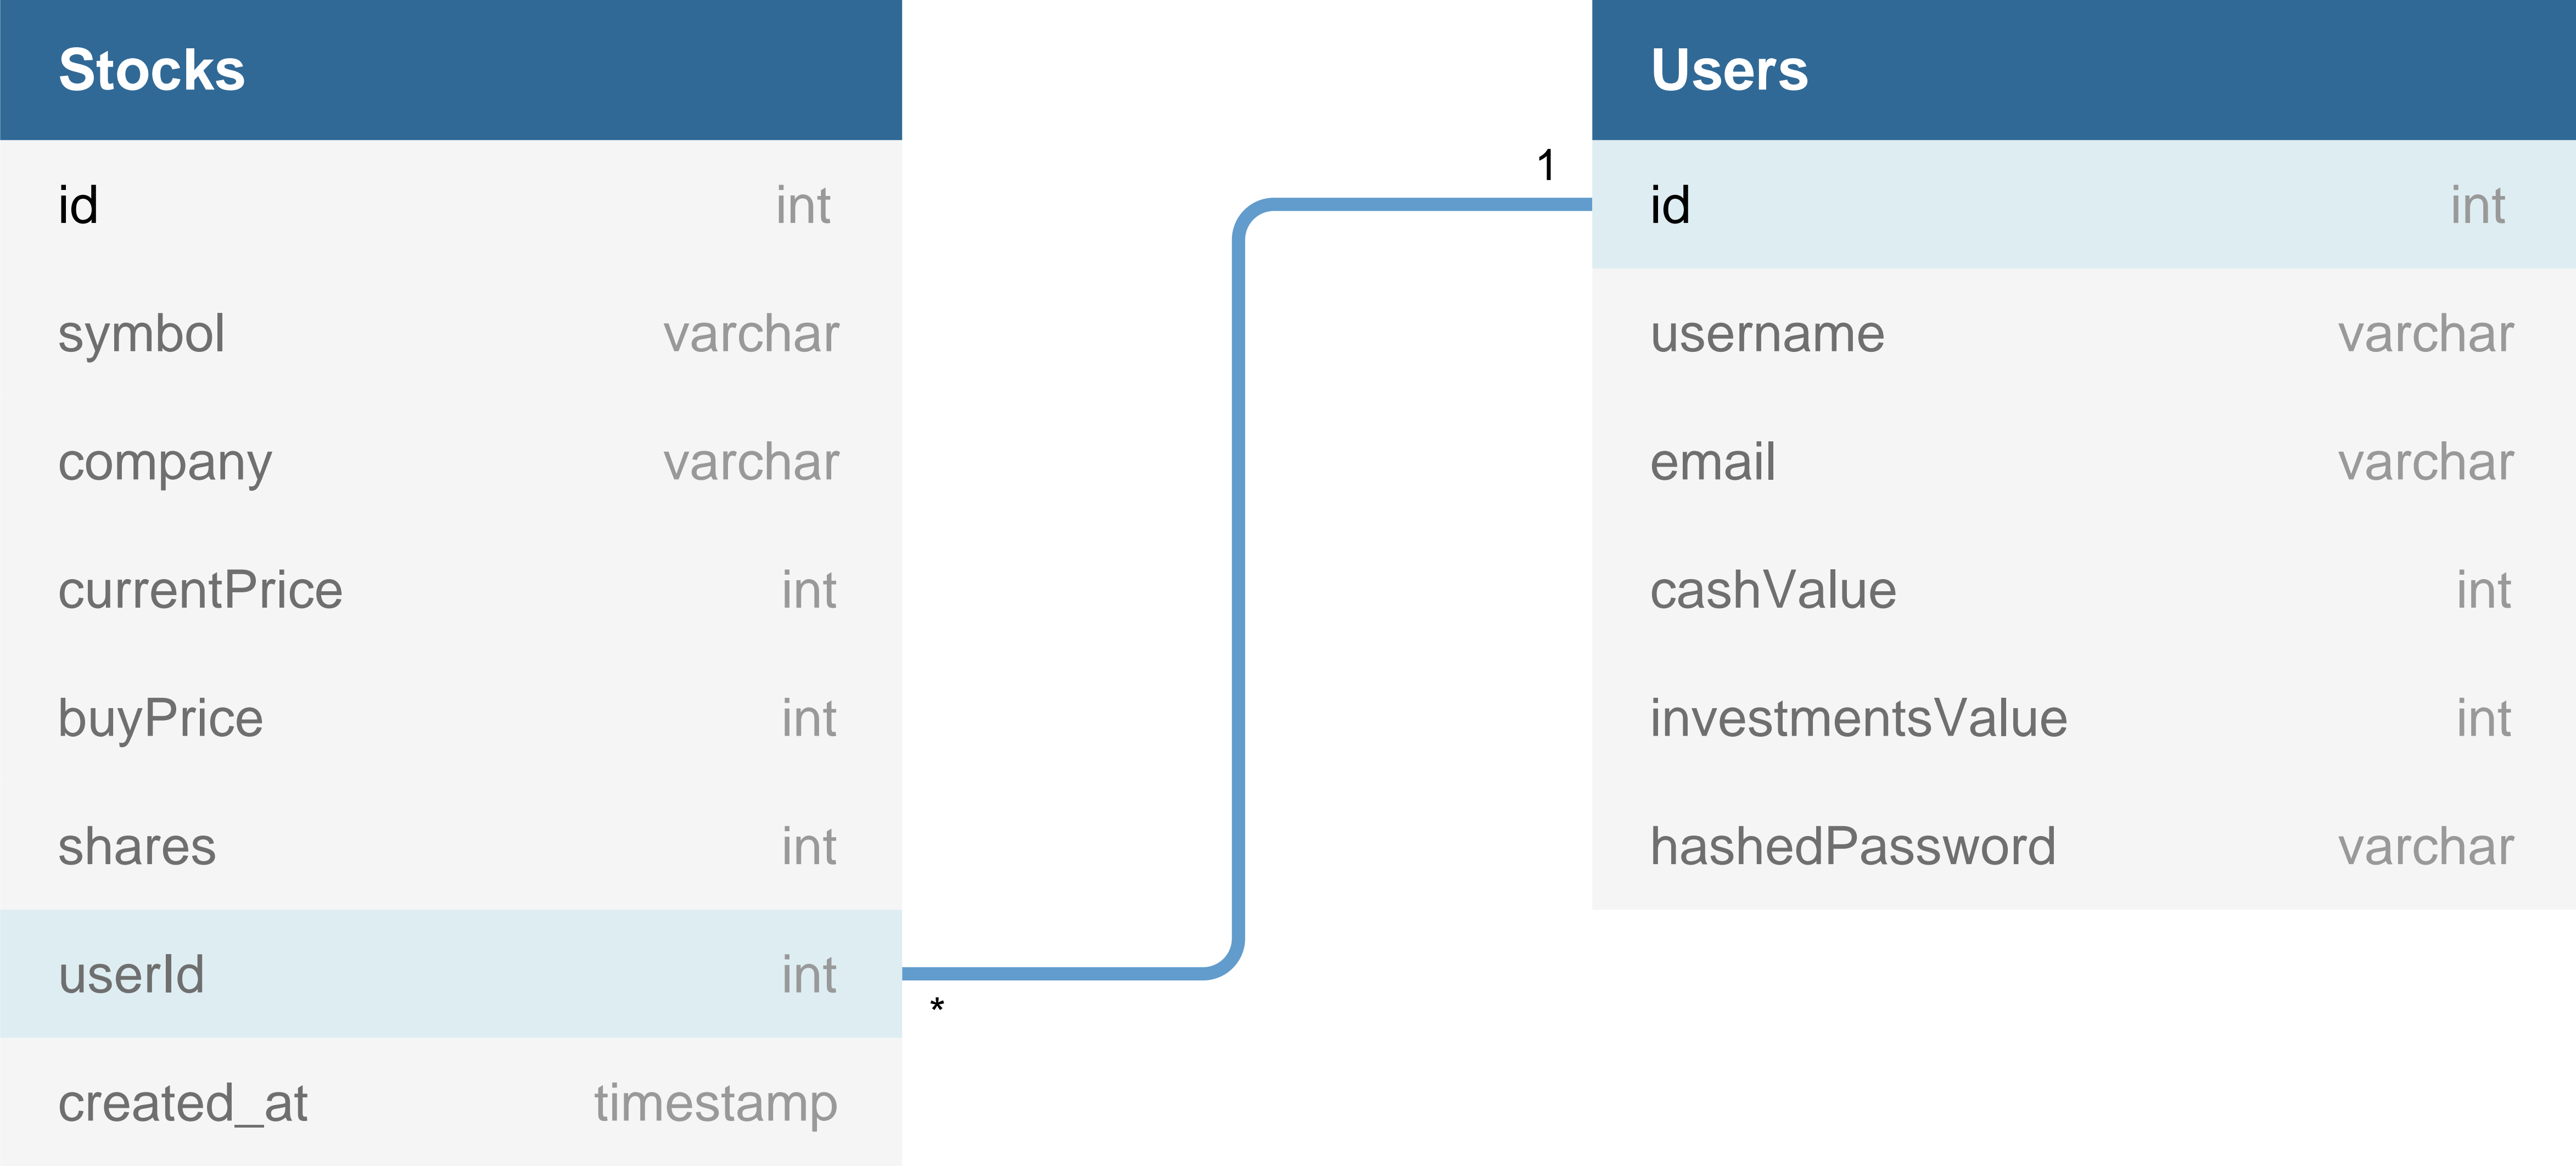 Stocks
id int
symbol varchar
company varchar
currentPrice int
buyPrice int
shares int
userId int
created_at timestamp
*
1
Users
id int
username varchar
email varchar
cashValue int
investmentsValue int
hashedPassword varchar